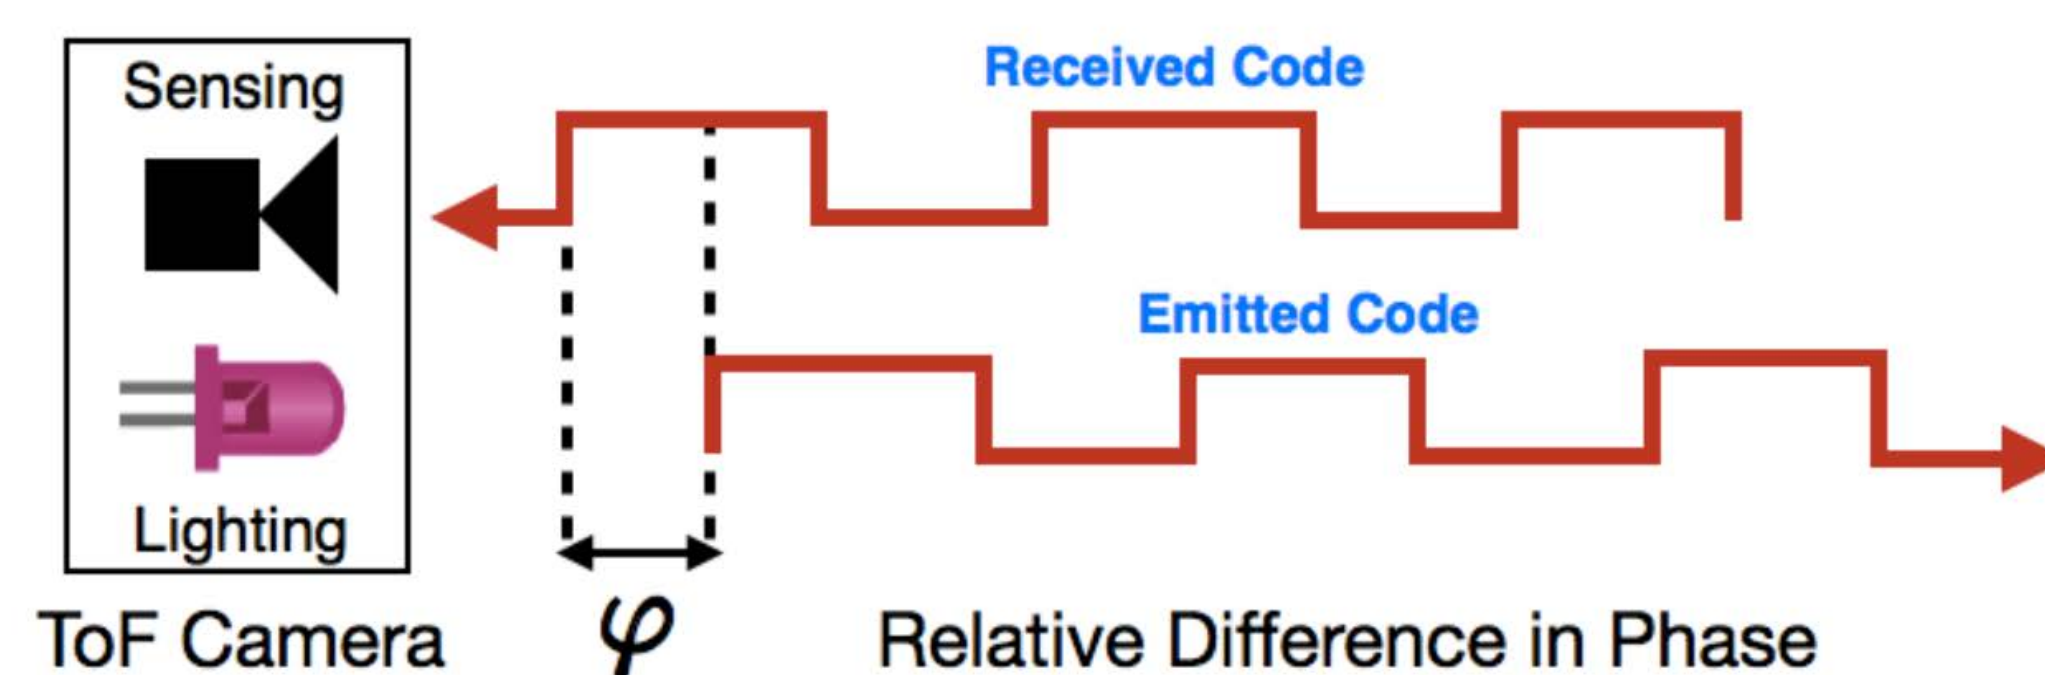 Sensing
Received Code
Emitted Code
Lighting
ToF Camera
φ
Relative Difference in Phase